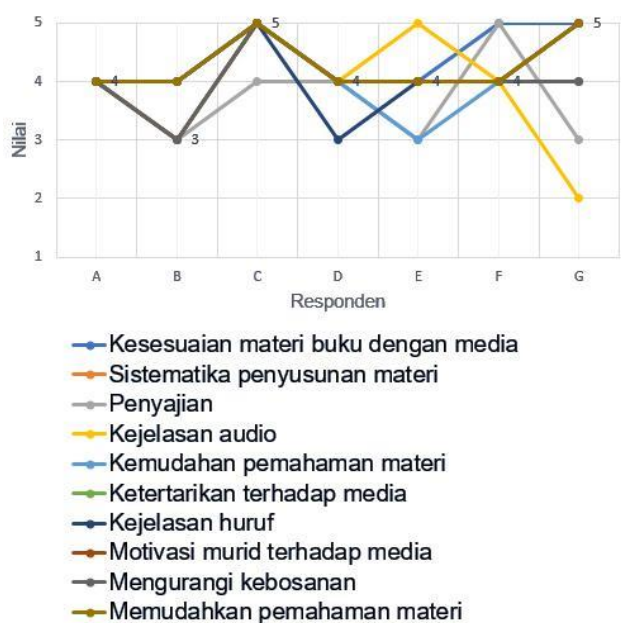 5
4
3
2
1
Nilai
4
3
5
4
4
4
5
A B C D E F G
Responden
Kesesuaian materi buku dengan media
Sistematika penyusunan materi
Penyajian
Kejelasan audio
Kemudahan pemahaman materi
Ketertarikan terhadap media
Kejelasan huruf
Motivasi murid terhadap media
Mengurangi kebosanan
Memudahkan pemahaman materi